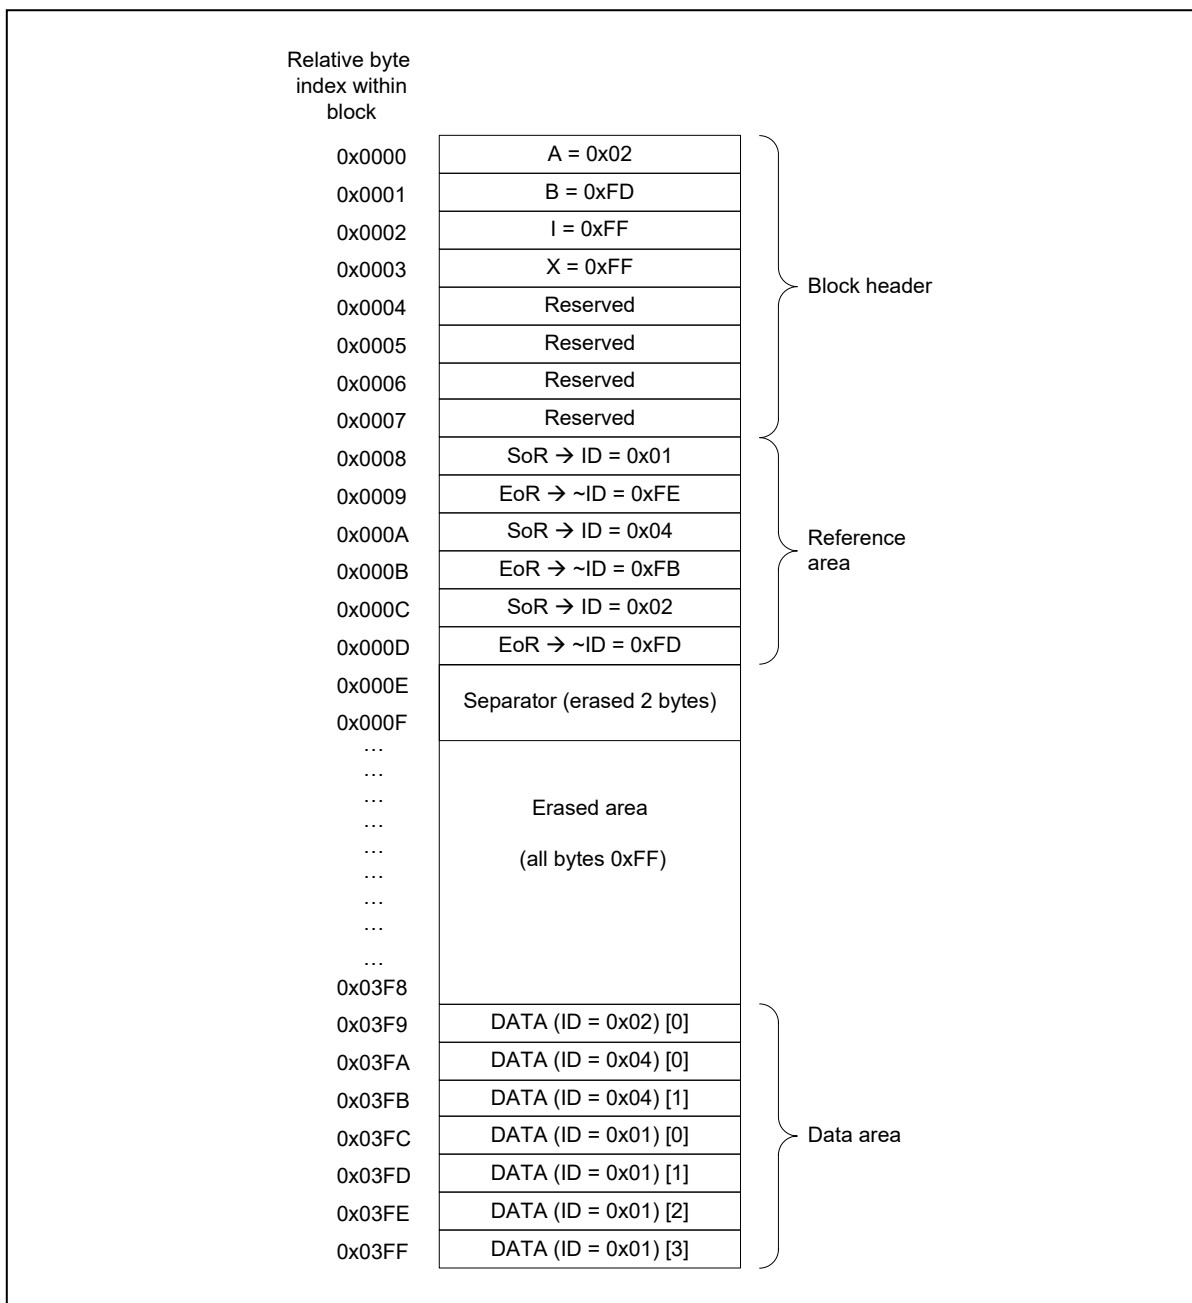 Relative byte
index within
block
0x0000 A = 0x02
0x0001 B = 0xFD
0x0002 I = 0xFF
0x0003 X = 0xFF
Block header
0x0004 Reserved
0x0005 Reserved
0x0006 Reserved
0x0007 Reserved
0x0008 SoR → ID = 0x01
0x0009 EoR → ~ID = 0xFE
0x000A SoR → ID = 0x04
Reference
area
0x000B EoR → ~ID = 0xFB
0x000C SoR → ID = 0x02
0x000D EoR → ~ID = 0xFD
0x000E
Separator (erased 2 bytes)
0x000F
…
…
…
Erased area
…
…
(all bytes 0xFF)
…
…
…
…
0x03F8
0x03F9 DATA (ID = 0x02) [0]
0x03FA DATA (ID = 0x04) [0]
0x03FB DATA (ID = 0x04) [1]
0x03FC DATA (ID = 0x01) [0]
Data area
0x03FD DATA (ID = 0x01) [1]
0x03FE DATA (ID = 0x01) [2]
0x03FF DATA (ID = 0x01) [3]